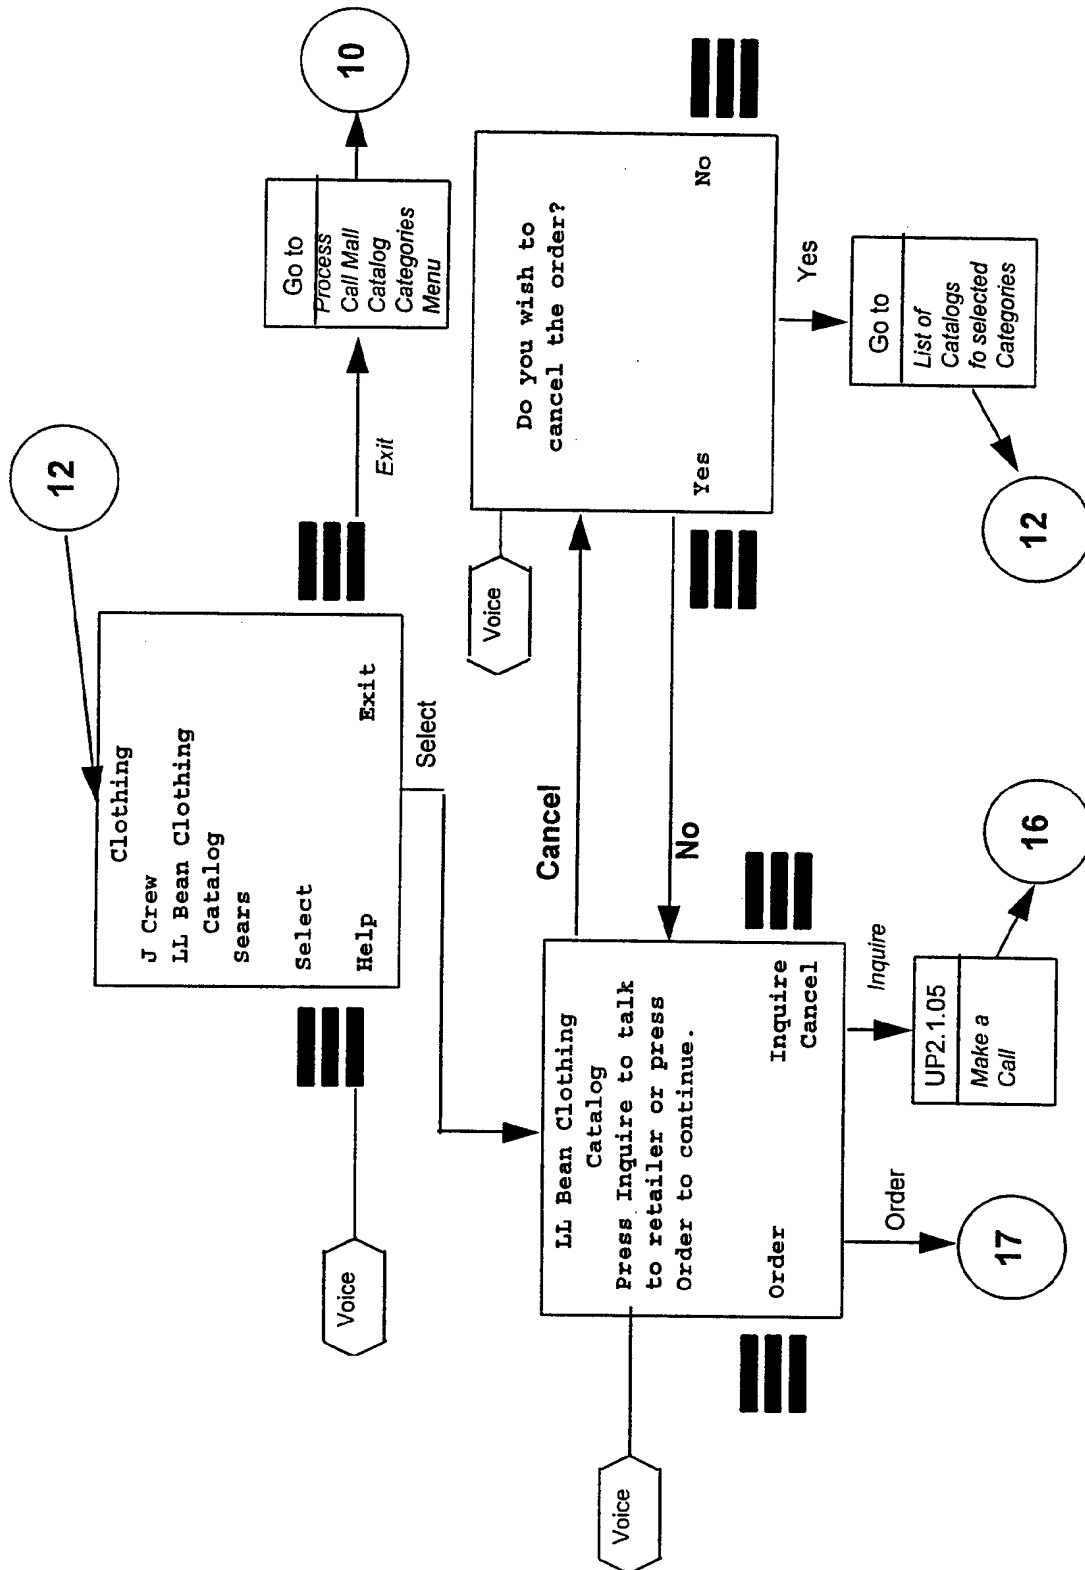 12
Clothing
J Crew
LL Bean Clothing
Catalog
Sears
Select
Help
Exit
Voice
Exit
Go to
Process
Call Mall
Catalog
Categories
Menu
10
Select
LL Bean Clothing
Catalog
Press Inquire to talk
to retailer or press
Order to continue.
Order
Inquire
Cancel
Voice
Cancel
No
Voice
Do you wish to
cancel the order?
Yes
No
Yes
Go to
List of
Catalogs
fo selected
Categories
12
Order
17
Inquire
UP2.1.05
Make a
Call
16